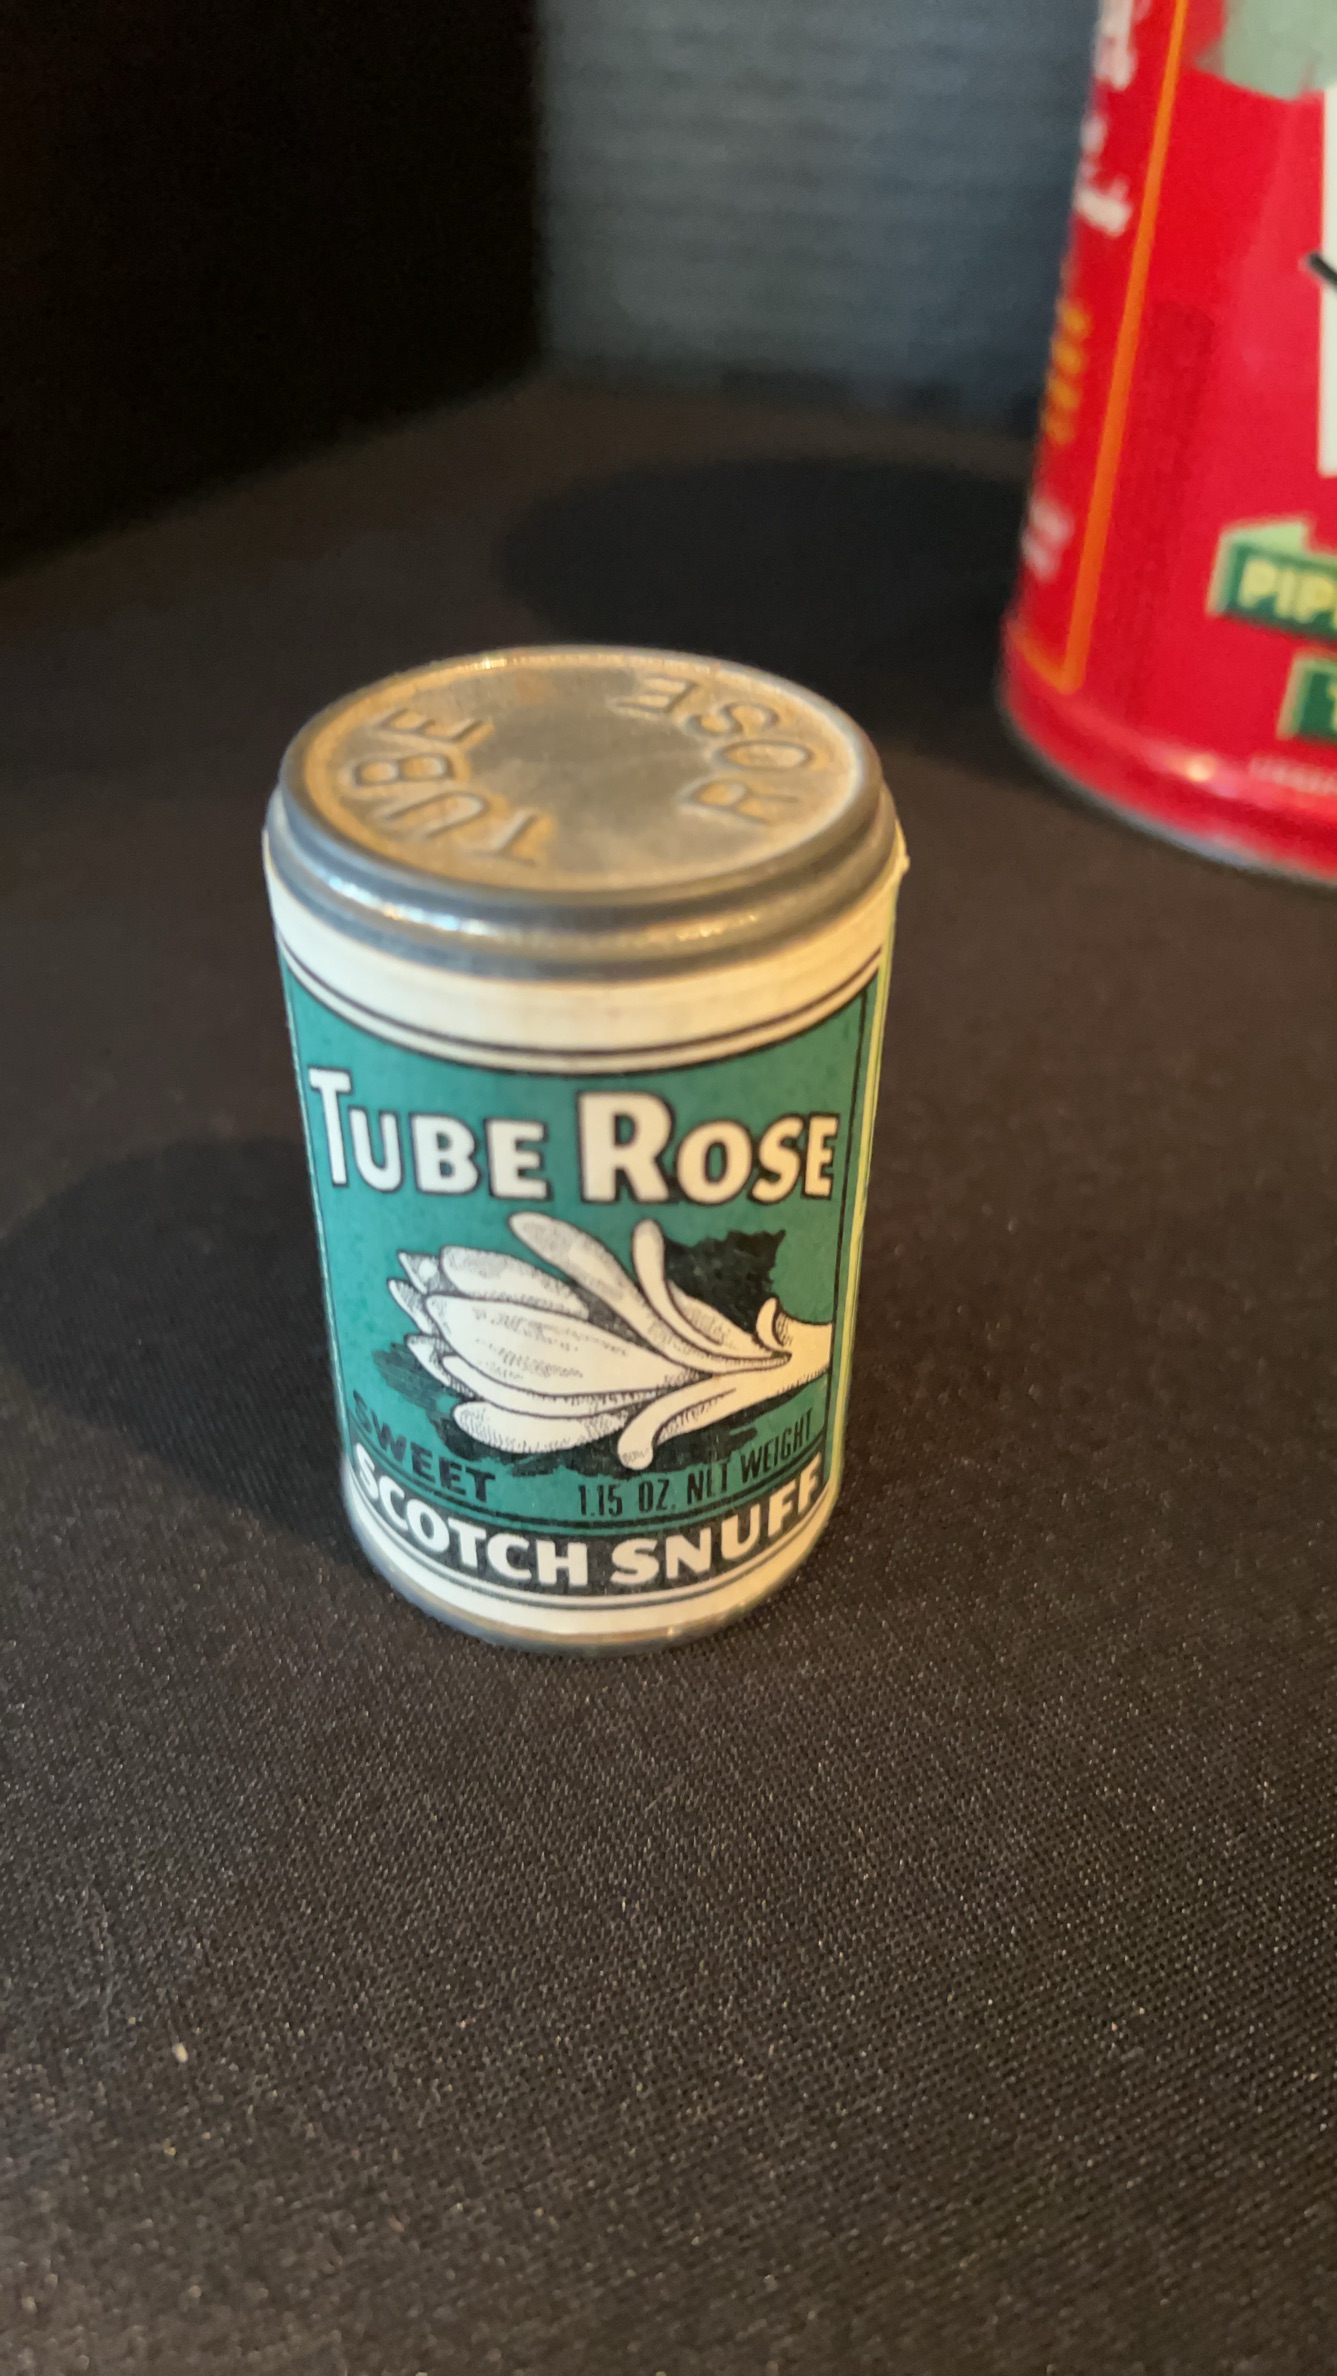 TUBE ROSE
TUBE ROSE
SWEET
1.15 OZ. NET WEIGHT
SCOTCH SNUFF